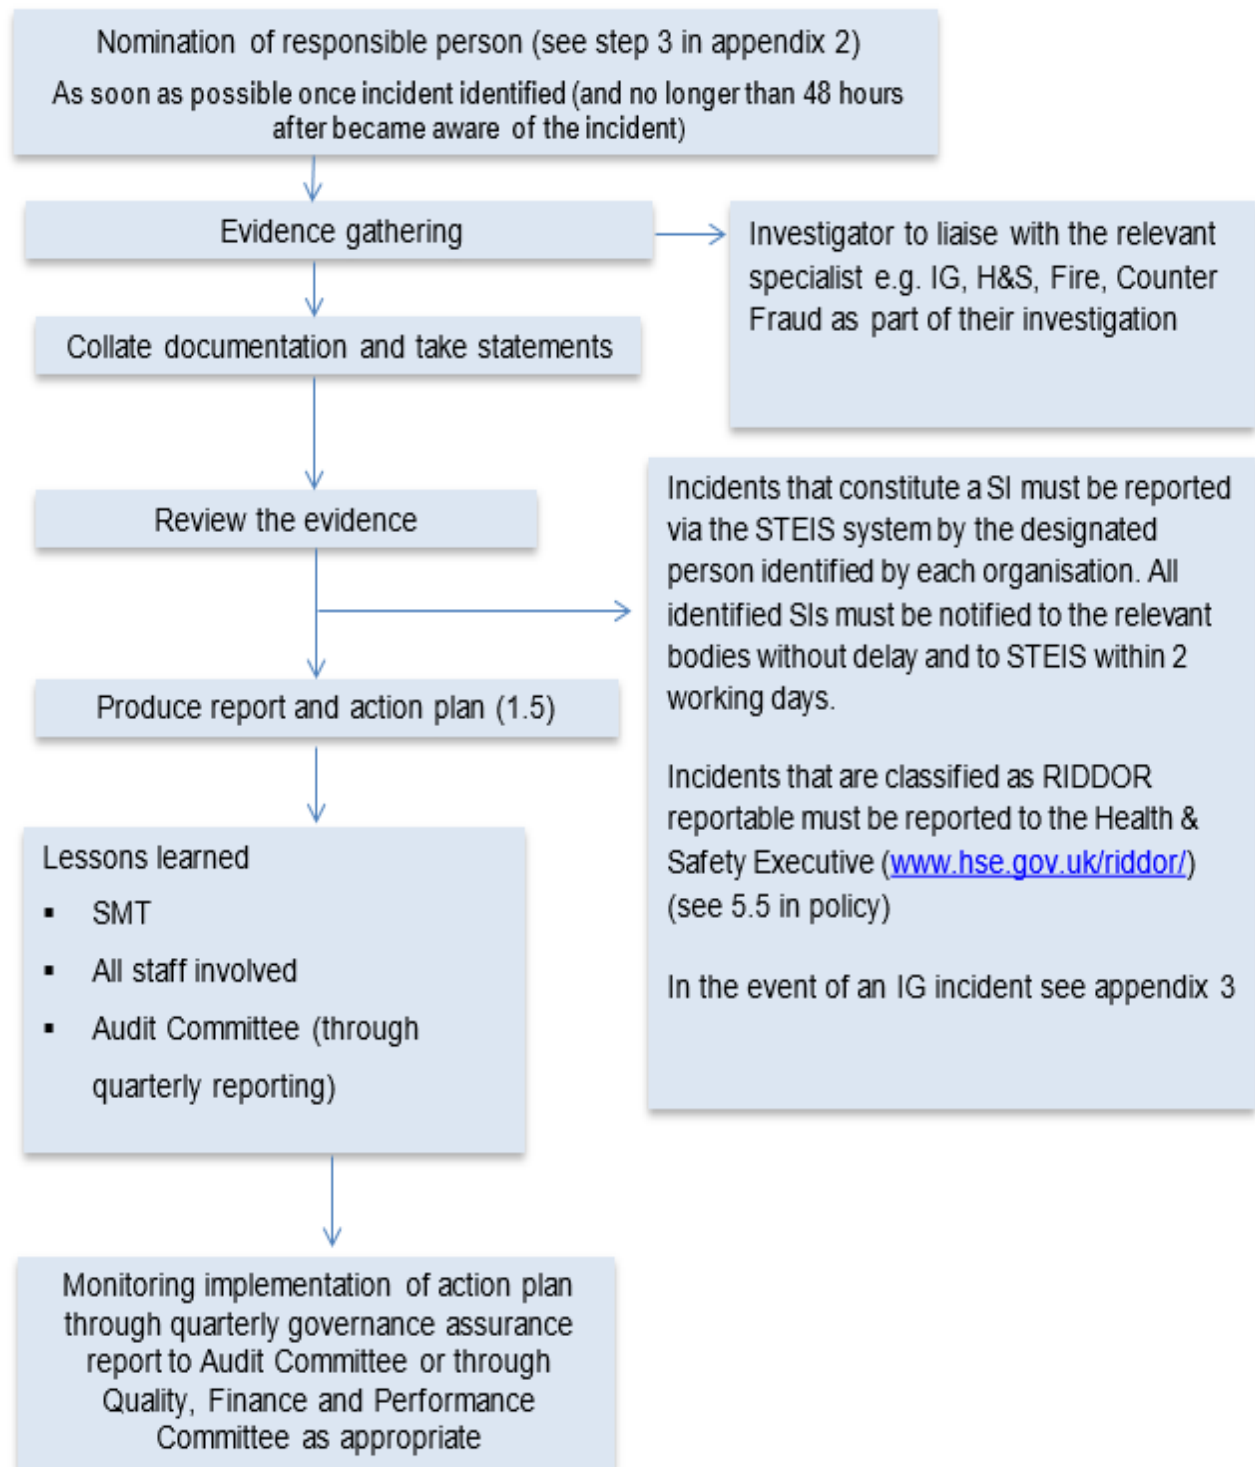 Nomination of responsible person (see step 3 in appendix 2)
As soon as possible once incident identified (and no longer than 48 hours
after became aware of the incident)
Evidence gathering
Investigator to liaise with the relevant
specialist e.g. IG, H&S, Fire, Counter
Fraud as part of their investigation
Collate documentation and take statements
Review the evidence
Incidents that constitute a SI must be reported
via the STEIS system by the designated
person identified by each organisation. All
identified SIs must be notified to the relevant
bodies without delay and to STEIS within 2
working days.
Incidents that are classified as RIDDOR
reportable must be reported to the Health &
Safety Executive (www.hse.gov.uk/riddor/)
(see 5.5 in policy)
In the event of an IG incident see appendix 3
Produce report and action plan (1.5)
Lessons learned
▪ SMT
▪ All staff involved
▪ Audit Committee (through
quarterly reporting)
Monitoring implementation of action plan
through quarterly governance assurance
report to Audit Committee or through
Quality, Finance and Performance
Committee as appropriate